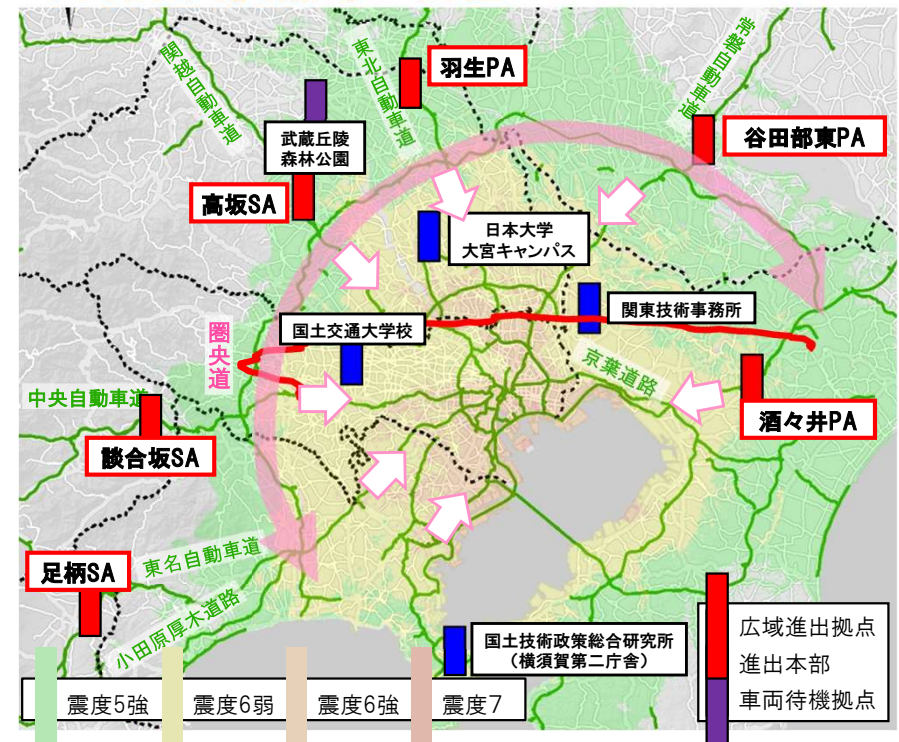 関越自動車道
東北自動車道
常磐自動車道
羽生PA
谷田部東PA
武蔵丘陵
森林公園
高坂SA
日本大学
大宮キャンパス
関東技術事務所
国土交通大学校
圏央道
京葉道路
中央自動車道
酒々井PA
談合坂SA
東名自動車道
足柄SA
小田原厚木道路
国土技術政策総合研究所
（横須賀第二庁舎）
広域進出拠点
進出本部
車両待機拠点
震度5強
震度6弱
震度6強
震度7